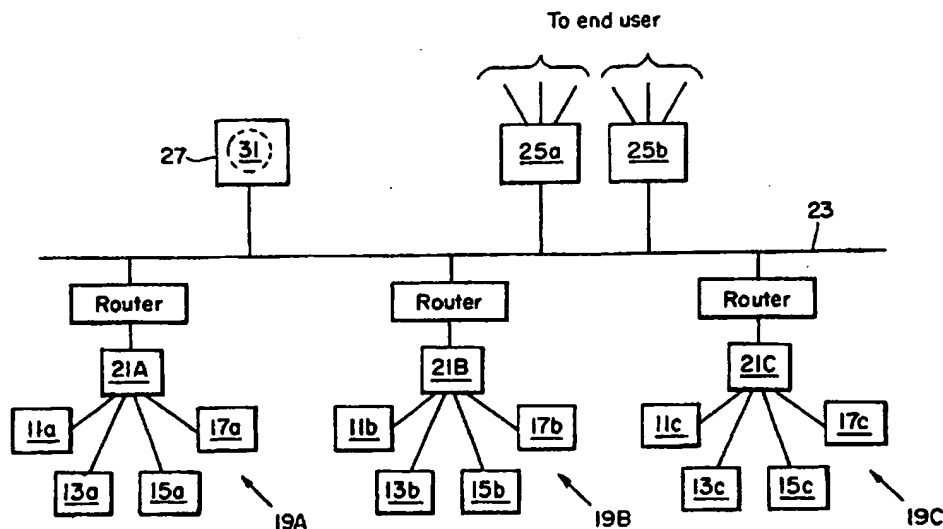 To end user
27
31
25a
25b
23
Router
Router
Router
21A
21B
21C
11a
17a
11b
17b
11c
17c
13a
15a
13b
15b
13c
15c
19A
19B
19C